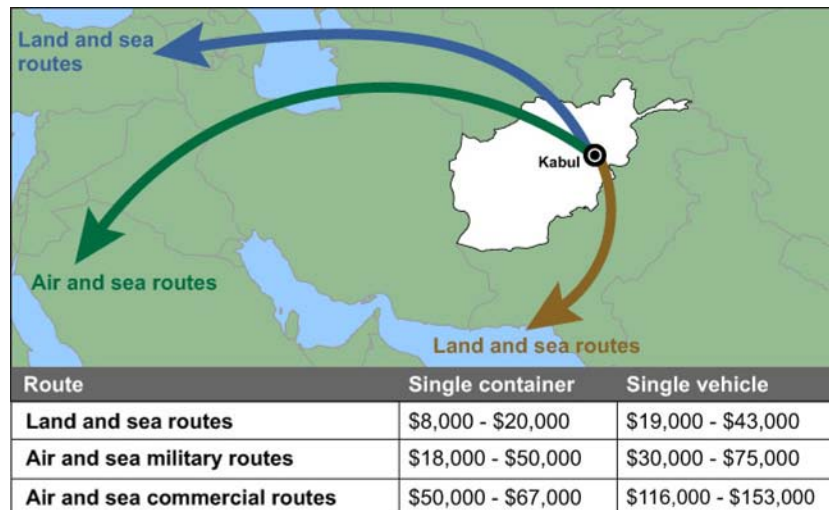 Land and sea
routes
Kabul
Air and sea routes
Land and sea routes
Route Single container Single vehicle
Land and sea routes $8,000 - $20,000 $19,000 - $43,000
Air and sea military routes $18,000 - $50,000 $30,000 - $75,000
Air and sea commercial routes $50,000 - $67,000 $116,000 - $153,000